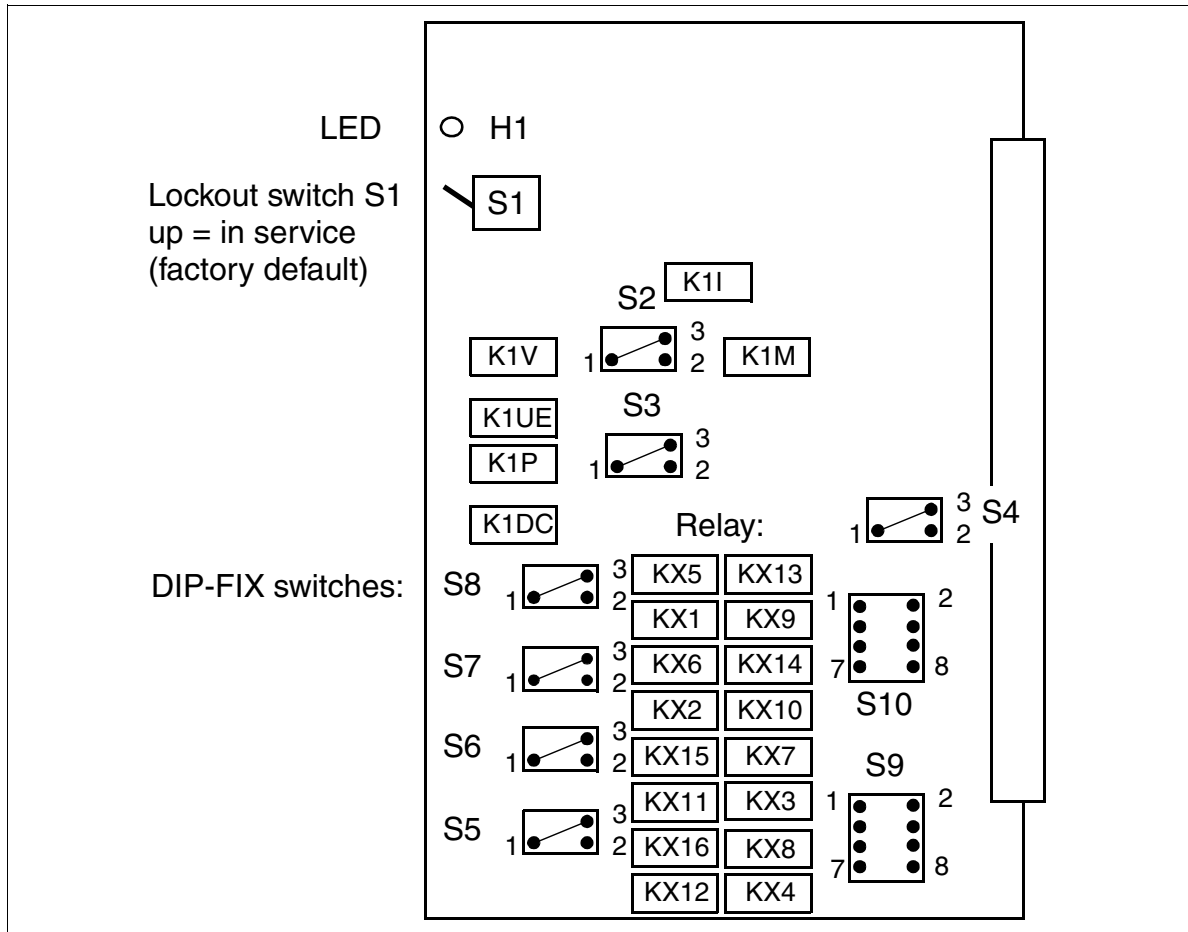 LED
H1
Lockout switch S1
up = in service
(factory default)
S1
K1I
S2
3
K1V
1
2
K1M
K1UE
S3
3
K1P
1
2
K1DC
Relay:
3
S4
1
2
DIP-FIX switches:
S8
3
1
2
KX5
KX13
KX1
KX9
1
2
S7
3
1
2
KX6
KX14
7
8
KX2
KX10
S10
S6
3
1
2
KX15
KX7
S9
KX11
KX3
1
2
S5
3
1
2
KX16
KX8
7
8
KX12
KX4